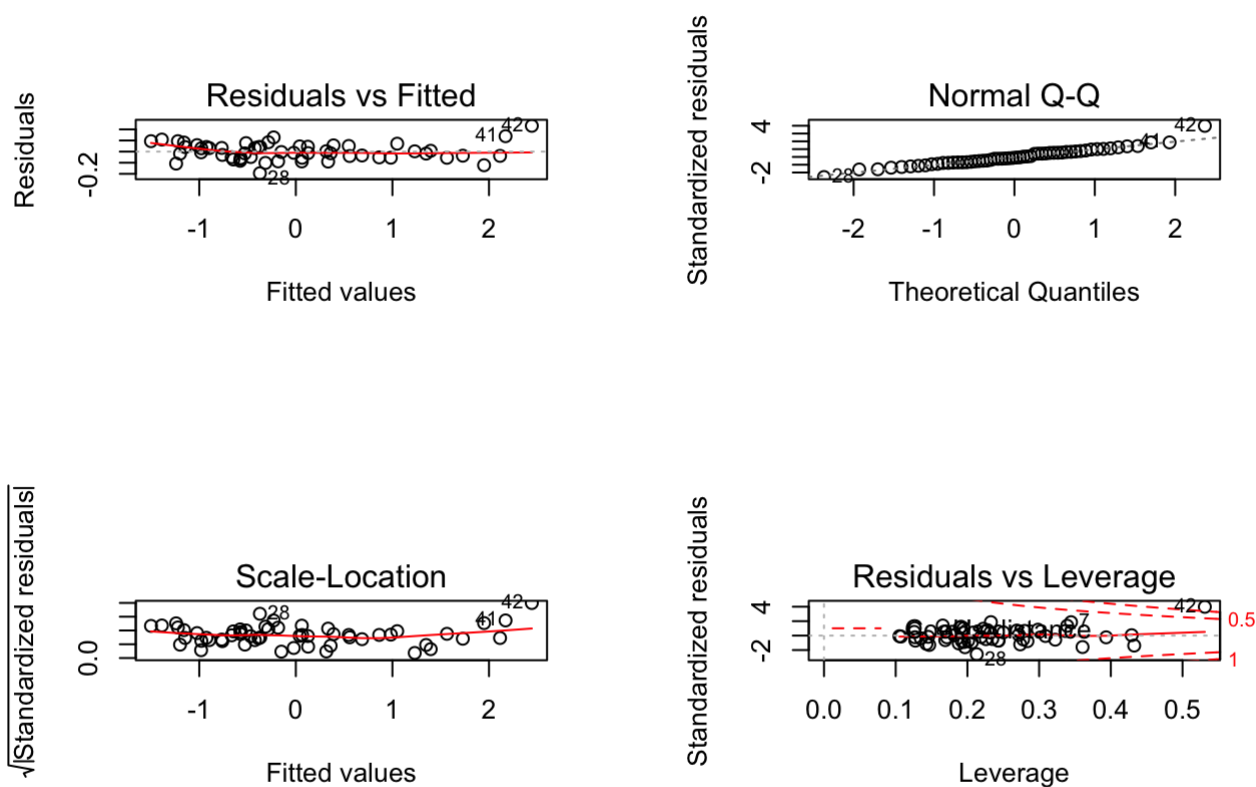 Residuals vs Fitted
Residuals
-0.2
42
41
28
-1 0 1 2
Fitted values
Normal Q-Q
Standardized residuals
4
-2
42
41
28
-2 -1 0 1 2
Theoretical Quantiles
Scale-Location
√|Standardized residuals|
0.0
42
41
28
-1 0 1 2
Fitted values
Residuals vs Leverage
Standardized residuals
4
-2
42
7
28
distance
0.5
1
0.0 0.1 0.2 0.3 0.4 0.5
Leverage